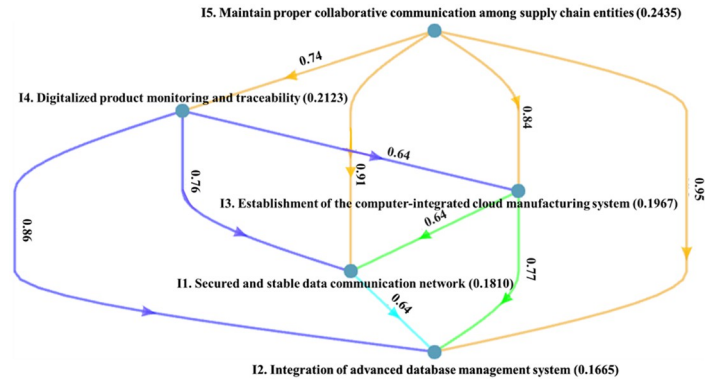 I5. Maintain proper collaborative communication among supply chain entities (0.2435)
0.74
I4. Digitalized product monitoring and traceability (0.2123)
0.84
0.64
0.76
0.91
0.95
I3. Establishment of the computer-integrated cloud manufacturing system (0.1967)
0.64
0.86
0.77
I1. Secured and stable data communication network (0.1810)
0.64
I2. Integration of advanced database management system (0.1665)